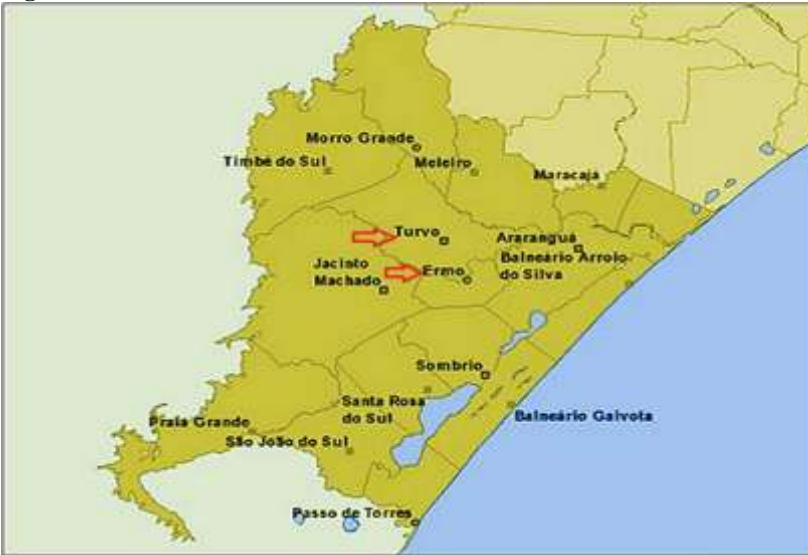 Morro Grande
Timbé do Sul
Meleiro
Maracajá
Turvo
Araranguá
Balneário Arroio
do Silva
Jacinto
Machado
Ermo
Sombrio
Santa Rosa
do Sul
Balneário Gaivota
Praia Grande
São João do Sul
Passo de Torres